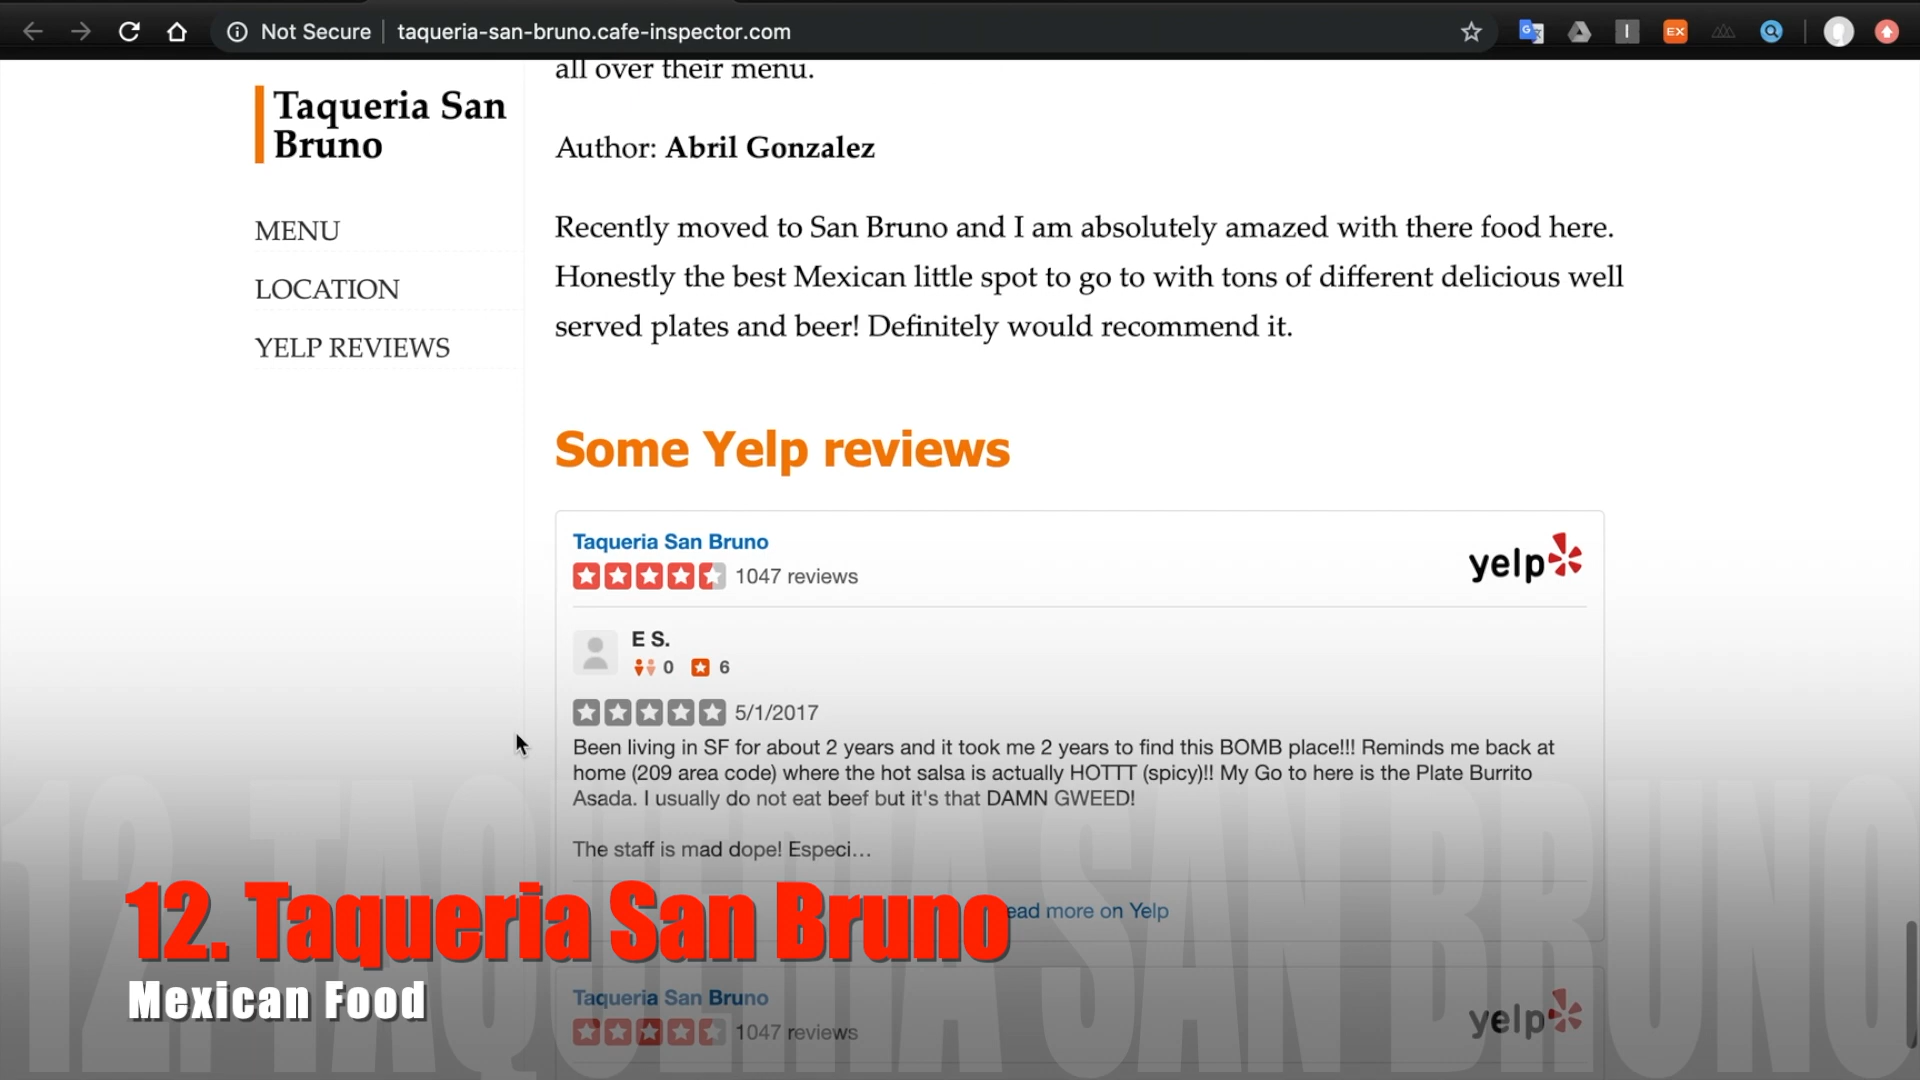 Not Secure
taqueria-san-bruno.cafe-inspector.com
EX
Taqueria San
Bruno
MENU
LOCATION
YELP REVIEWS
all over their menu.
Author: Abril Gonzalez
Recently moved to San Bruno and I am absolutely amazed with there food here.
Honestly the best Mexican little spot to go to with tons of different delicious well
served plates and beer! Definitely would recommend it.
Some Yelp reviews
Taqueria San Bruno
1047 reviews
yelp
E S.
0 6
5/1/2017
Been living in SF for about 2 years and it took me 2 years to find this BOMB place!!! Reminds me back at
home (209 area code) where the hot salsa is actually HOTTT (spicy)!! My Go to here is the Plate Burrito
Asada. I usually do not eat beef but it's that DAMN GWEED!
The staff is mad dope! Especi…
ead more on Yelp
12. TAQUERIA SAN BRUNO
12. Taqueria San Bruno
Mexican Food
Taqueria San Bruno
1047 reviews
yelp